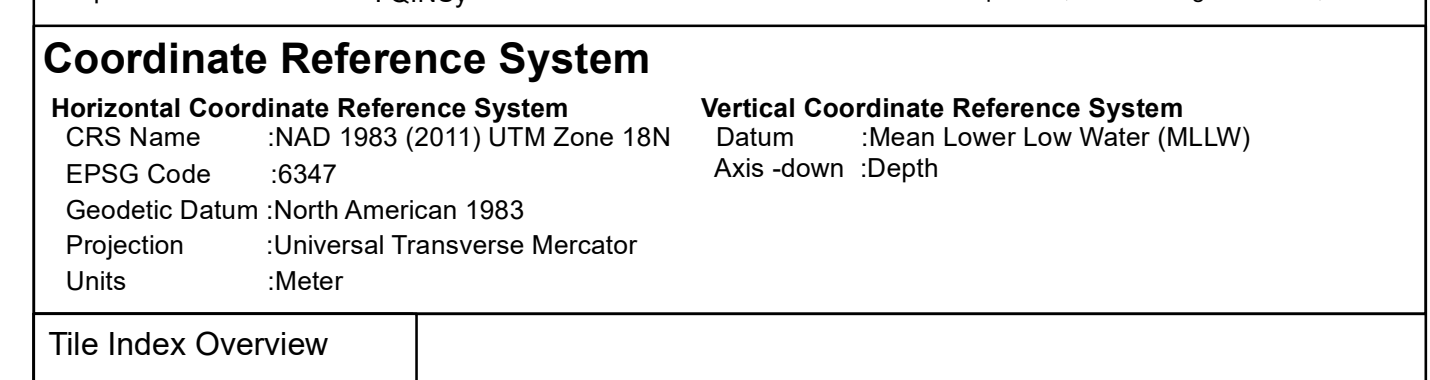 Coordinate Reference System
Horizontal Coordinate Reference System
CRS Name :NAD 1983 (2011) UTM Zone 18N
EPSG Code :6347
Geodetic Datum :North American 1983
Projection :Universal Transverse Mercator
Units :Meter
Vertical Coordinate Reference System
Datum :Mean Lower Low Water (MLLW)
Axis -down :Depth
Tile Index Overview